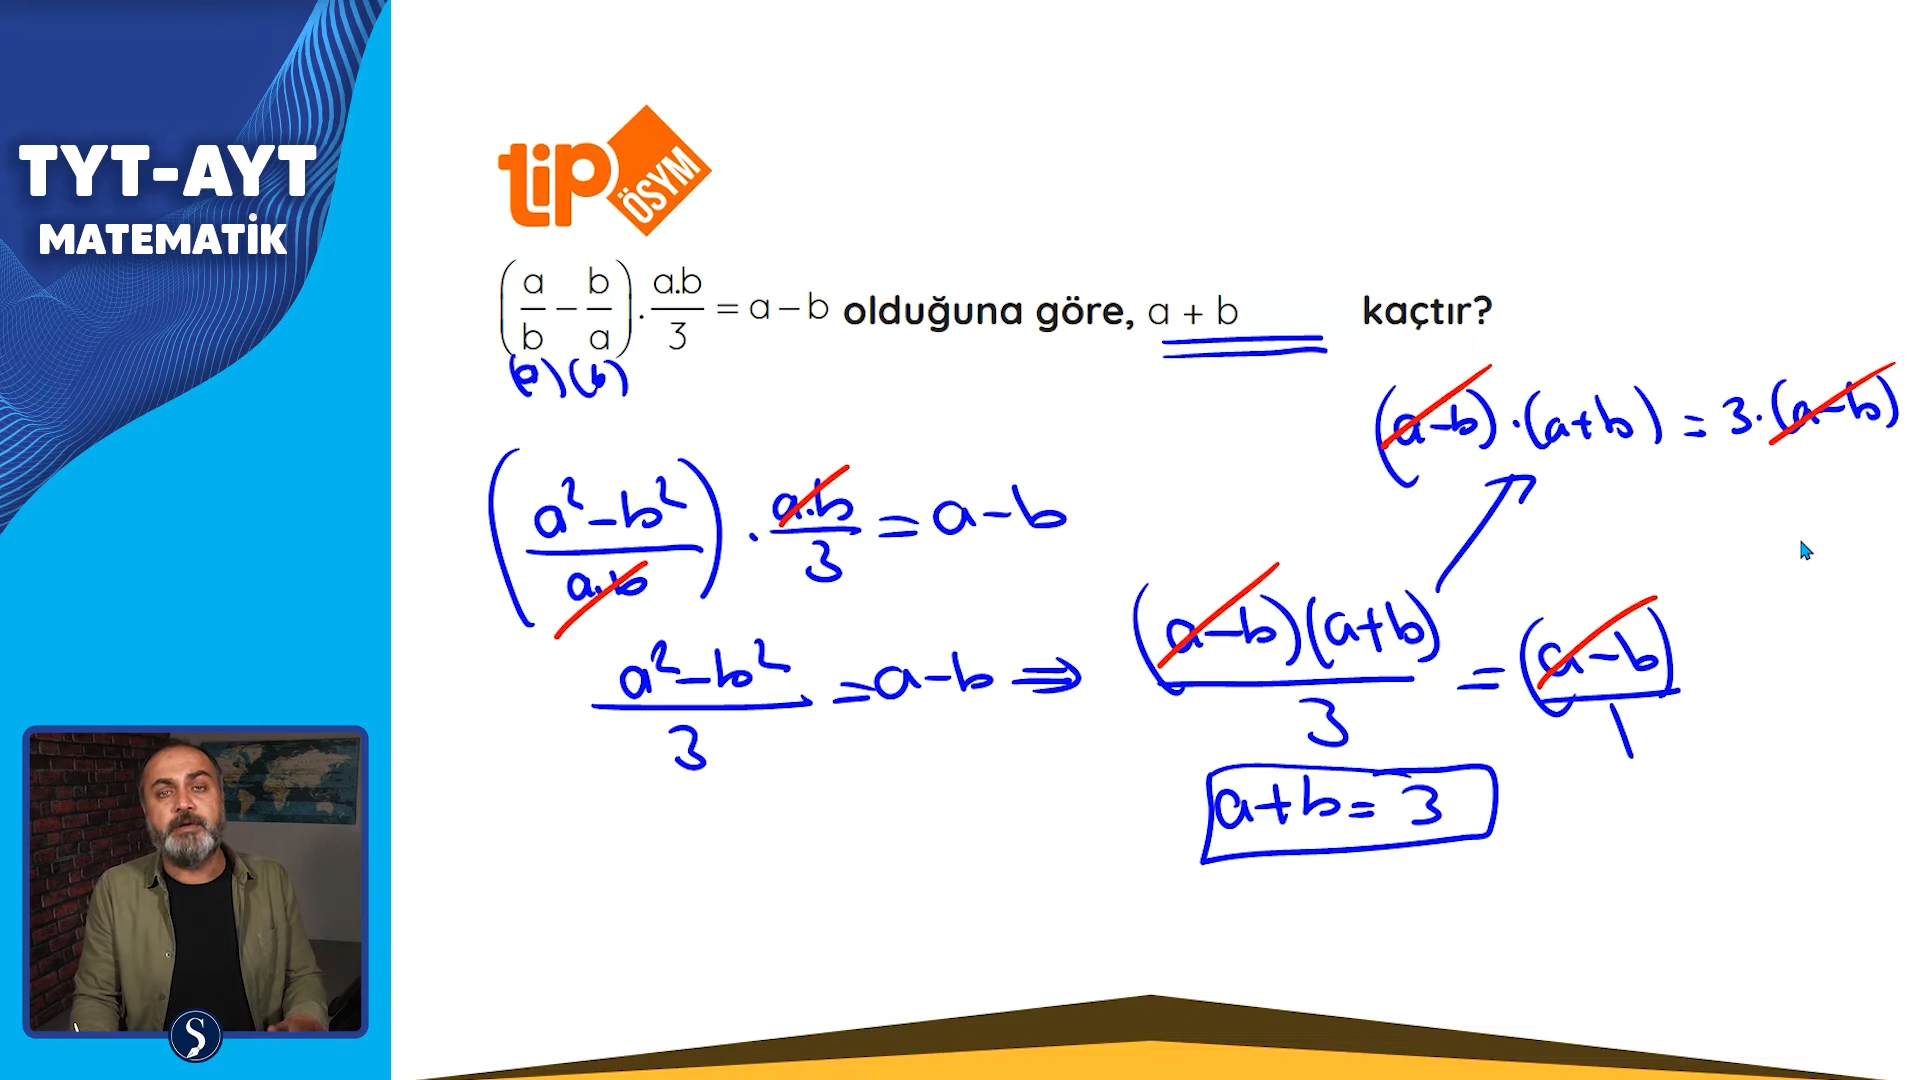 TYT-AYT
MATEMATİK
tip ÖSYM
(a/b − b/a) . a.b/3 = a − b olduğuna göre, a + b kaçtır?
(a) (b)
(a−b) · (a+b) = 3 · (a−b)
(a² − b² / a.b) · a.b/3 = a − b
a² − b² / 3 = a − b ⇒ (a−b)(a+b) / 3 = (a−b) / 1
a + b = 3
S